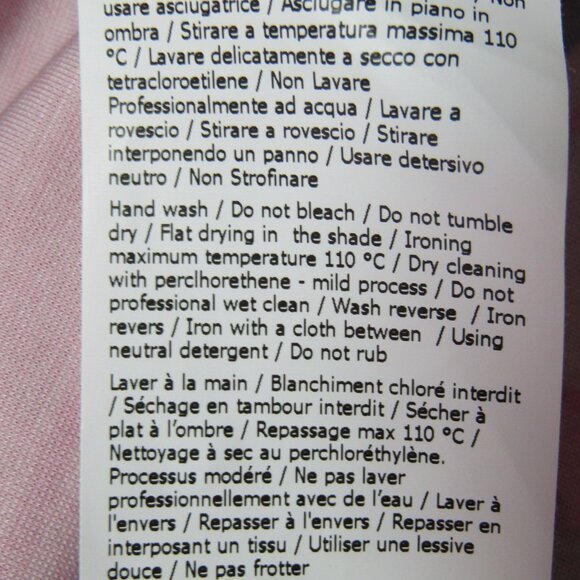 usare asciugatrice / Asciugare in piano in
ombra / Stirare a temperatura massima 110
°C / Lavare delicatamente a secco con
tetracloroetilene / Non Lavare
Professionalmente ad acqua / Lavare a
rovescio / Stirare a rovescio / Stirare
interponendo un panno / Usare detersivo
neutro / Non Strofinare
Hand wash / Do not bleach / Do not tumble
dry / Flat drying in the shade / Ironing
maximum temperature 110 °C / Dry cleaning
with perclhorethene - mild process / Do not
professional wet clean / Wash reverse / Iron
revers / Iron with a cloth between / Using
neutral detergent / Do not rub
Laver à la main / Blanchiment chloré interdit
/ Séchage en tambour interdit / Sécher à
plat à l’ombre / Repassage max 110 °C /
Nettoyage à sec au perchloréthylène.
Processus modéré / Ne pas laver
professionnellement avec de l’eau / Laver à
l'envers / Repasser à l'envers / Repasser en
interposant un tissu / Utiliser une lessive
douce / Ne pas frotter